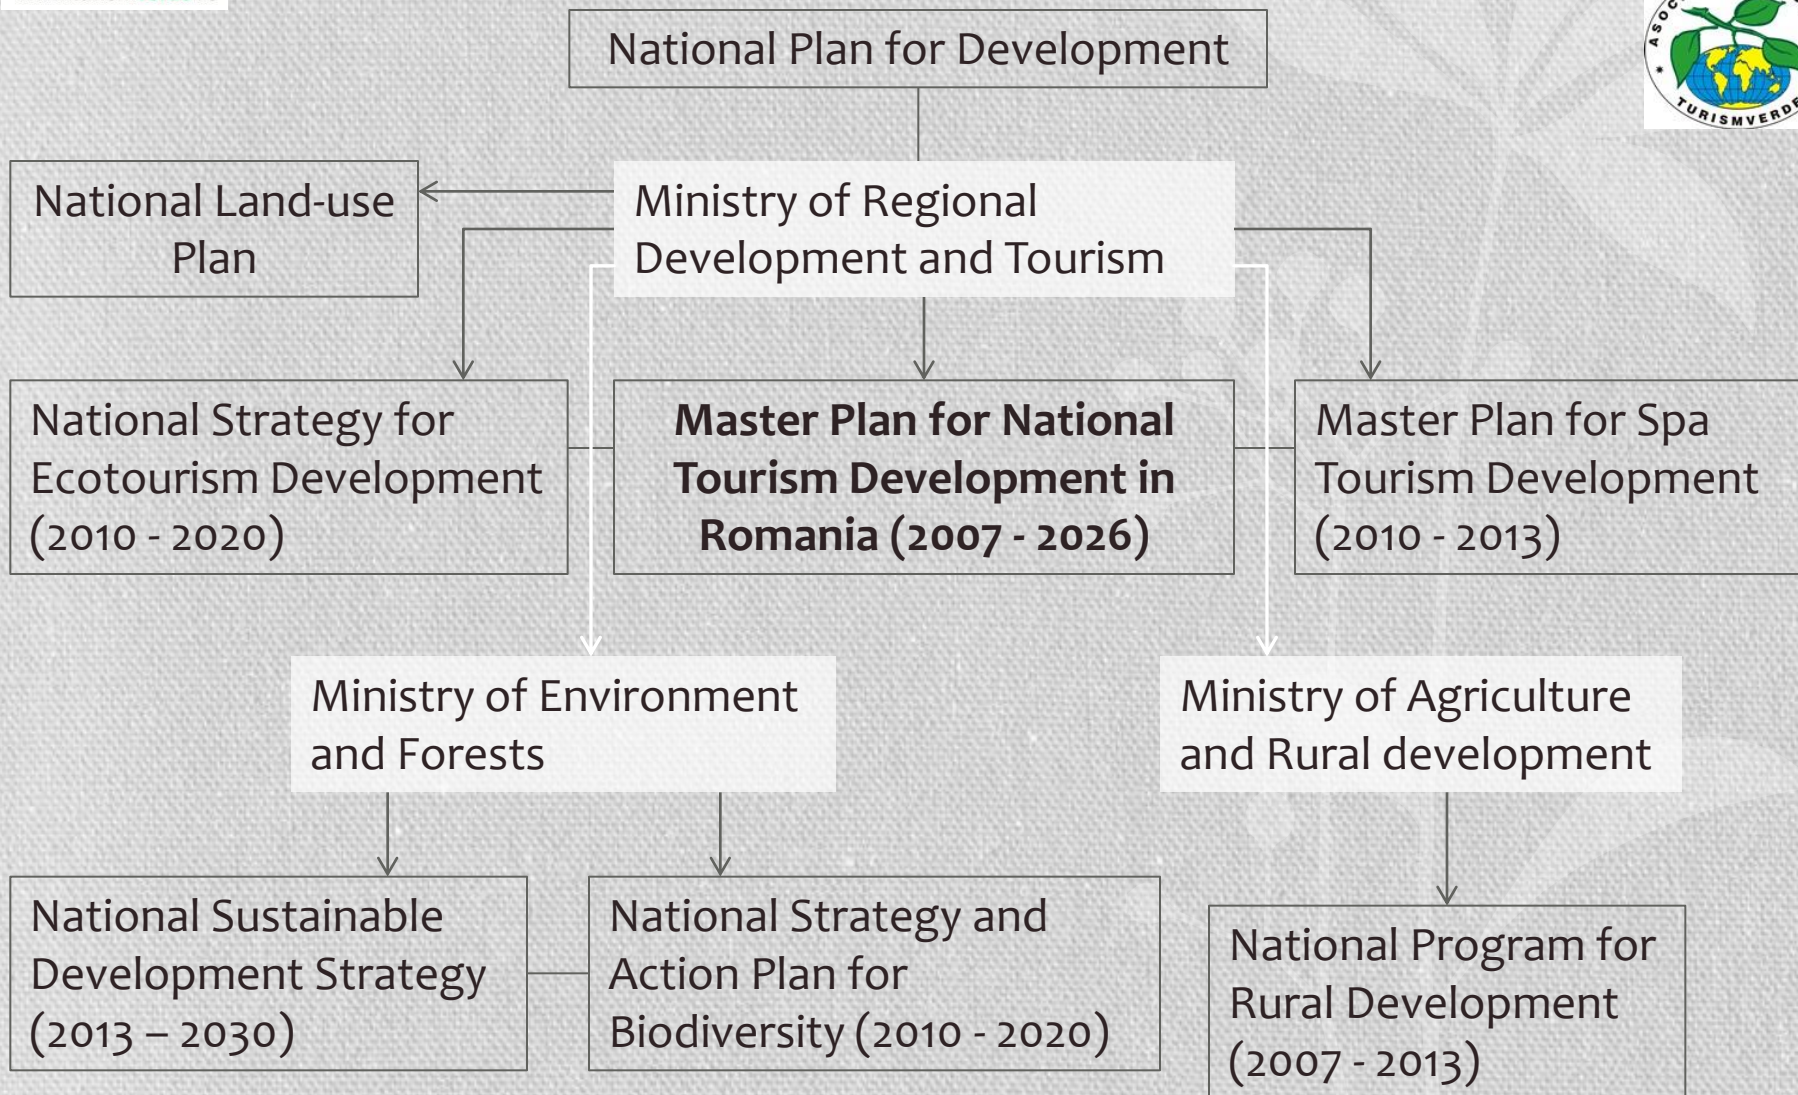 National Plan for Development
ASOC
TURISMVERDE
National Land-use
Plan
Ministry of Regional
Development and Tourism
National Strategy for
Ecotourism Development
(2010 - 2020)
Master Plan for National
Tourism Development in
Romania (2007 - 2026)
Master Plan for Spa
Tourism Development
(2010 - 2013)
Ministry of Environment
and Forests
Ministry of Agriculture
and Rural development
National Sustainable
Development Strategy
(2013 – 2030)
National Strategy and
Action Plan for
Biodiversity (2010 - 2020)
National Program for
Rural Development
(2007 - 2013)